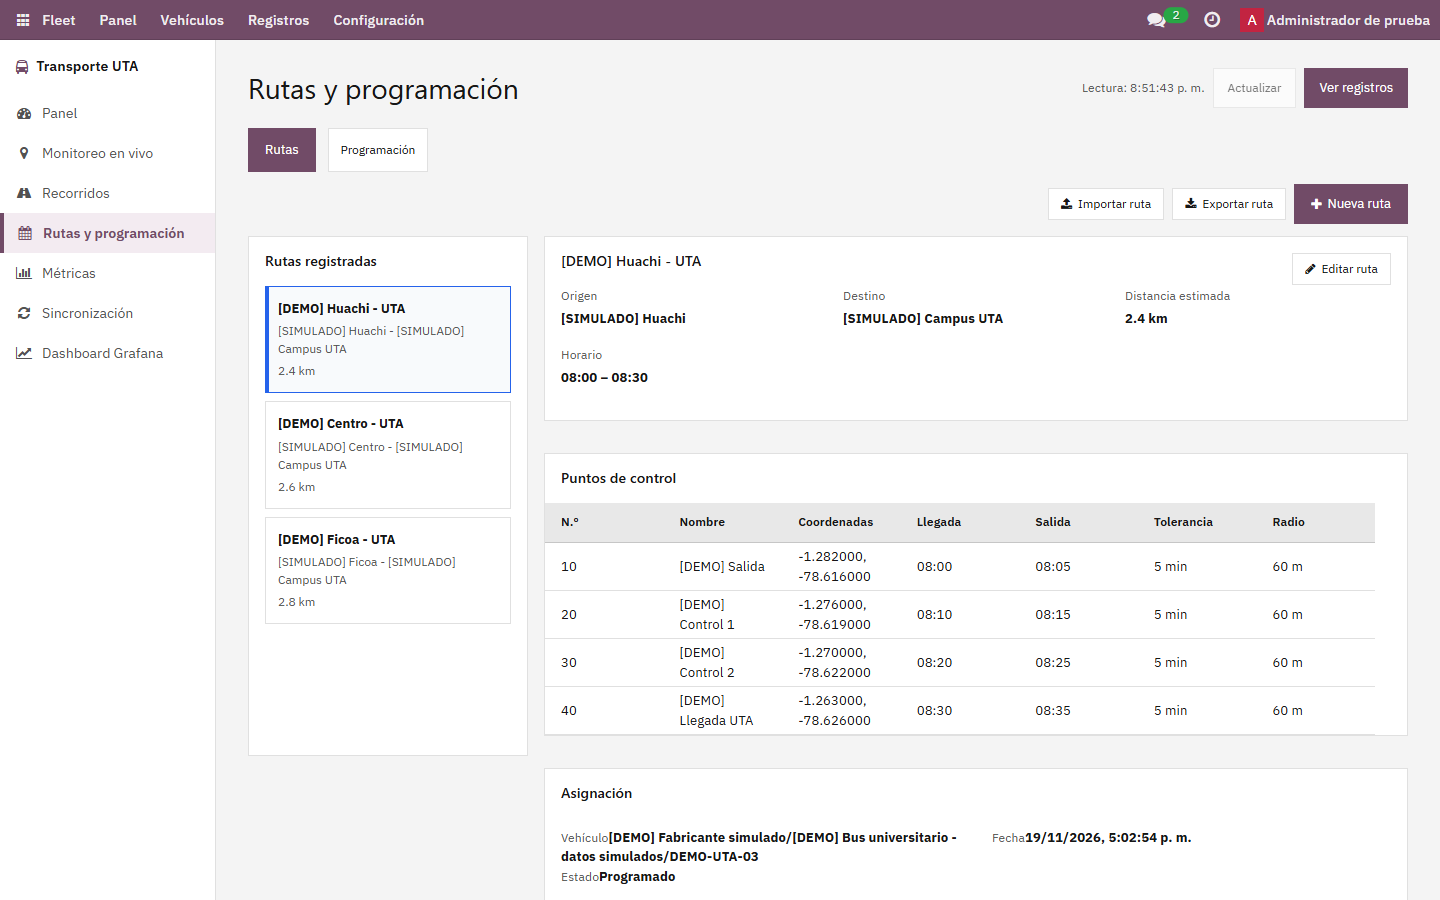 Fleet Panel Vehículos Registros Configuración 2 A Administrador de prueba
Transporte UTA
Panel
Monitoreo en vivo
Recorridos
Rutas y programación
Métricas
Sincronización
Dashboard Grafana
Rutas y programación
Lectura: 8:51:43 p. m. Actualizar Ver registros
Rutas Programación
Importar ruta Exportar ruta Nueva ruta
Rutas registradas
[DEMO] Huachi - UTA
[SIMULADO] Huachi - [SIMULADO]
Campus UTA
2.4 km
[DEMO] Centro - UTA
[SIMULADO] Centro - [SIMULADO]
Campus UTA
2.6 km
[DEMO] Ficoa - UTA
[SIMULADO] Ficoa - [SIMULADO]
Campus UTA
2.8 km
[DEMO] Huachi - UTA
Editar ruta
Origen Destino Distancia estimada
[SIMULADO] Huachi [SIMULADO] Campus UTA 2.4 km
Horario
08:00 – 08:30
Puntos de control
N.º Nombre Coordenadas Llegada Salida Tolerancia Radio
10 [DEMO] Salida -1.282000, -78.616000 08:00 08:05 5 min 60 m
20 [DEMO] Control 1 -1.276000, -78.619000 08:10 08:15 5 min 60 m
30 [DEMO] Control 2 -1.270000, -78.622000 08:20 08:25 5 min 60 m
40 [DEMO] Llegada UTA -1.263000, -78.626000 08:30 08:35 5 min 60 m
Asignación
Vehículo[DEMO] Fabricante simulado/[DEMO] Bus universitario -
datos simulados/DEMO-UTA-03
Fecha19/11/2026, 5:02:54 p. m.
EstadoProgramado